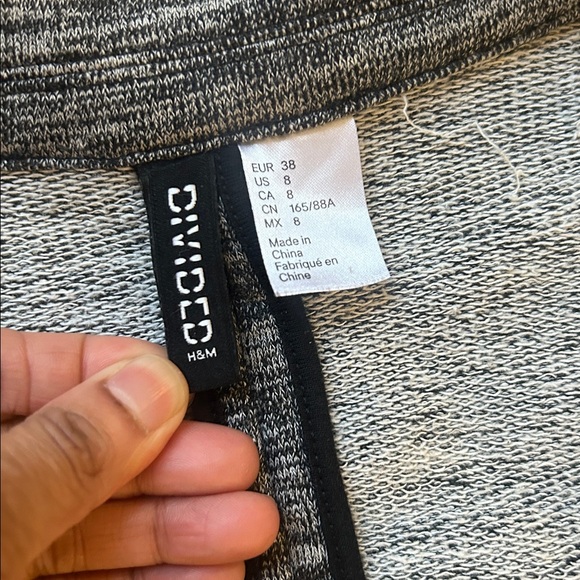 DIVIDED
H&M
EUR 38
US 8
CA 8
CN 165/88A
MX 8
Made in
China
Fabriqué en
Chine